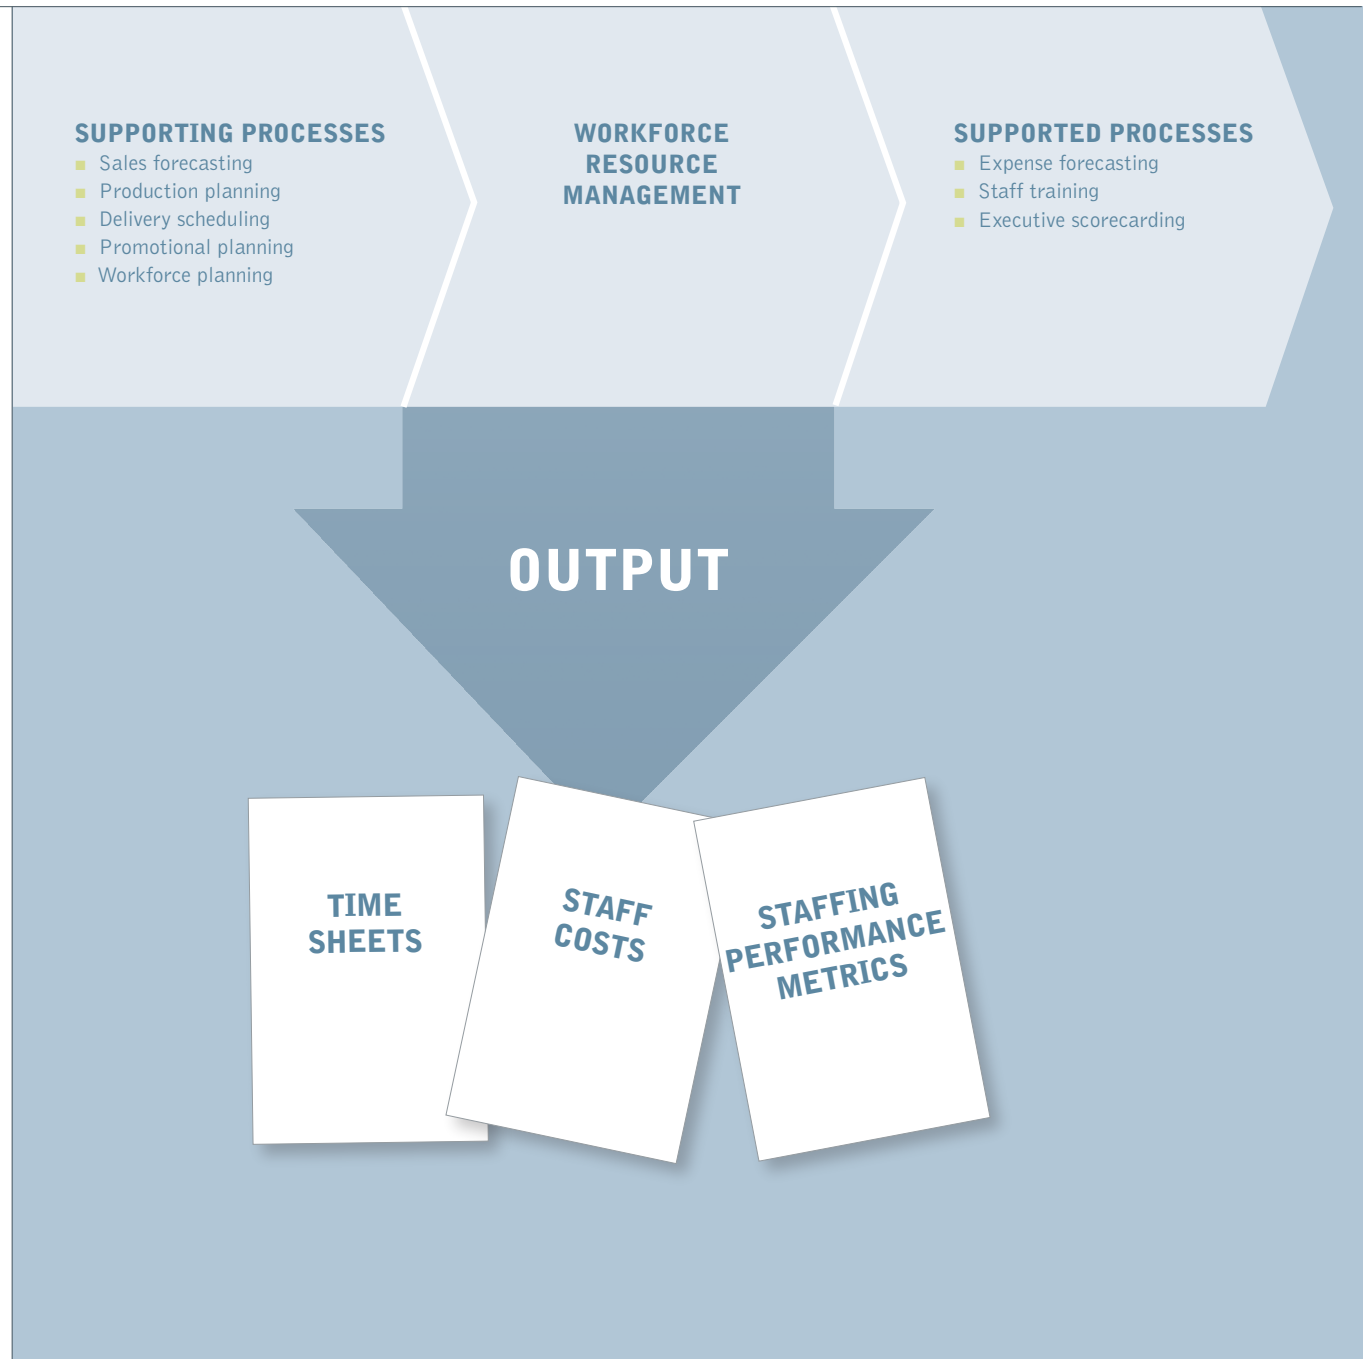 SUPPORTING PROCESSES
Sales forecasting
Production planning
Delivery scheduling
Promotional planning
Workforce planning
WORKFORCE
RESOURCE
MANAGEMENT
SUPPORTED PROCESSES
Expense forecasting
Staff training
Executive scorecarding
OUTPUT
TIME
SHEETS
STAFF
COSTS
STAFFING
PERFORMANCE
METRICS